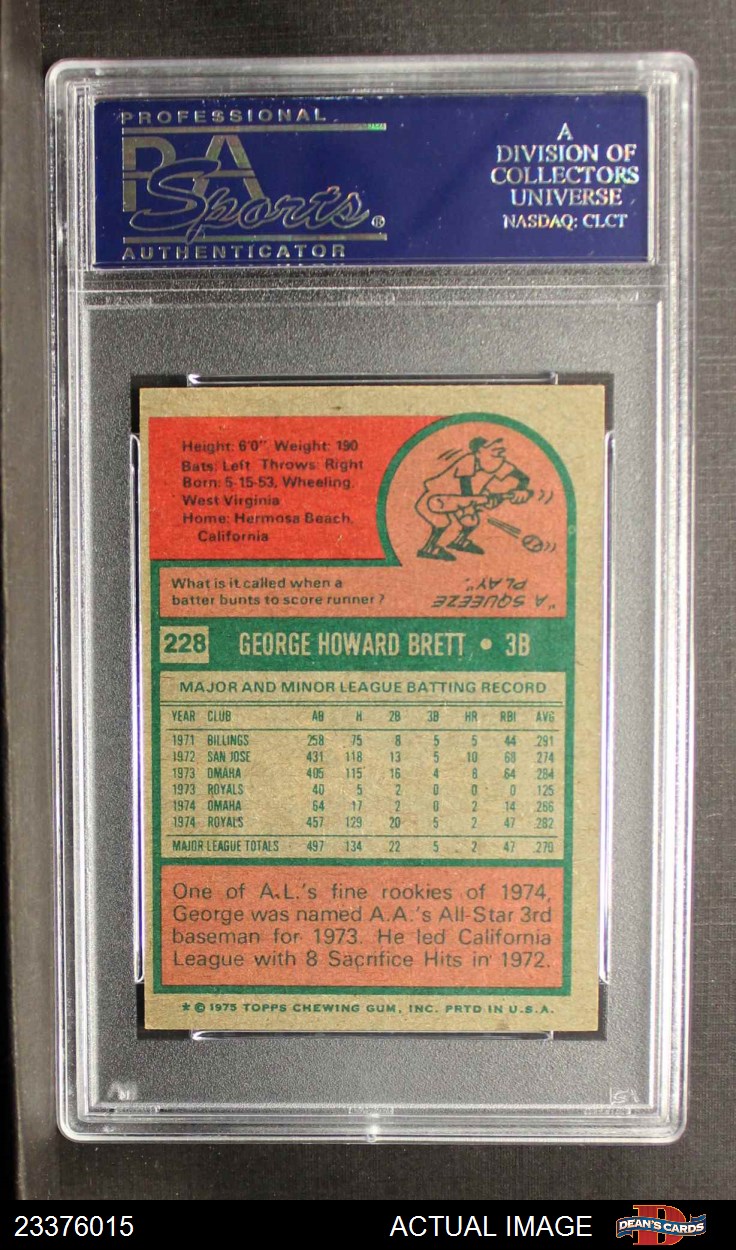 PROFESSIONAL
PSA
Sports®
AUTHENTICATOR
A
DIVISION OF
COLLECTORS
UNIVERSE
NASDAQ: CLCT
Height: 6'0" Weight: 190
Bats: Left Throws: Right
Born: 5-15-53, Wheeling,
West Virginia
Home: Hermosa Beach,
California
What is it called when a
batter bunts to score runner?
"A SQUEEZE
PLAY".
228 GEORGE HOWARD BRETT • 3B
MAJOR AND MINOR LEAGUE BATTING RECORD
YEAR CLUB AB H 2B 3B HR RBI AVG
1971 BILLINGS 258 75 8 5 5 44 .291
1972 SAN JOSE 431 118 13 5 10 68 .274
1973 OMAHA 405 115 16 4 8 64 .284
1973 ROYALS 40 5 2 0 0 0 .125
1974 OMAHA 64 17 2 0 2 14 .266
1974 ROYALS 457 129 20 5 2 47 .282
MAJOR LEAGUE TOTALS 497 134 22 5 2 47 .270
One of A.L.'s fine rookies of 1974,
George was named A.A.'s All-Star 3rd
baseman for 1973. He led California
League with 8 Sacrifice Hits in 1972.
* © 1975 TOPPS CHEWING GUM, INC. PRTD IN U.S.A.
23376015 ACTUAL IMAGE DEAN'S CARDS